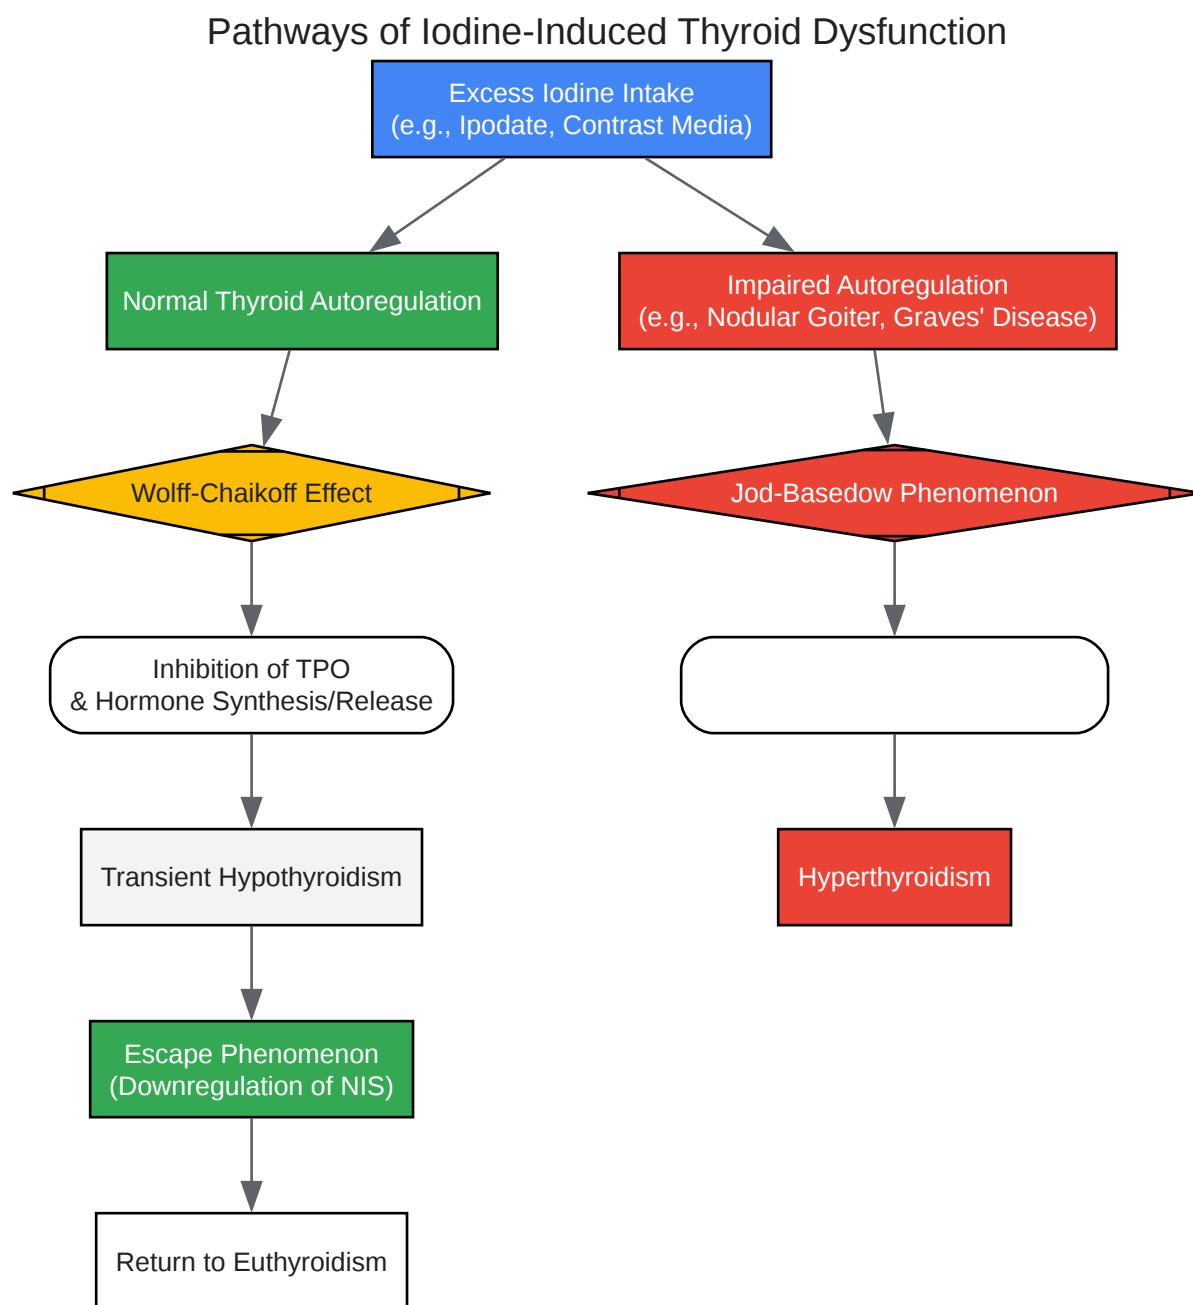 Pathways of Iodine-Induced Thyroid Dysfunction
Excess Iodine Intake
(e.g., Ipodate, Contrast Media)
Normal Thyroid Autoregulation
Impaired Autoregulation
(e.g., Nodular Goiter, Graves' Disease)
Wolff-Chaikoff Effect
Jod-Basedow Phenomenon
Inhibition of TPO
& Hormone Synthesis/Release
Transient Hypothyroidism
Hyperthyroidism
Escape Phenomenon
(Downregulation of NIS)
Return to Euthyroidism